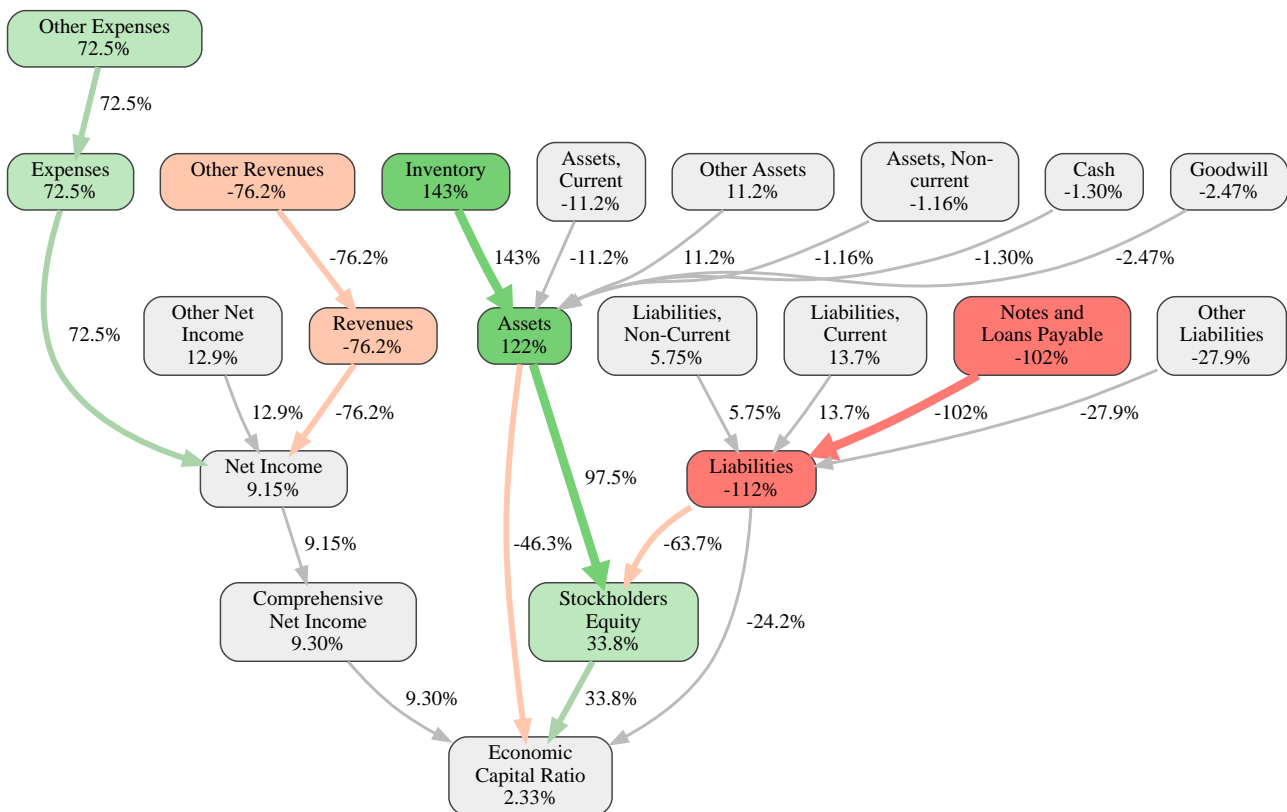 Other Expenses
72.5%
72.5%
Expenses
72.5%
Other Revenues
-76.2%
Inventory
143%
Assets,
Current
-11.2%
Other Assets
11.2%
Assets, Non-
current
-1.16%
Cash
-1.30%
Goodwill
-2.47%
-76.2%
143%
-11.2%
11.2%
-1.16%
-1.30%
-2.47%
72.5%
Other Net
Income
12.9%
Revenues
-76.2%
Assets
122%
Liabilities,
Non-Current
5.75%
Liabilities,
Current
13.7%
Notes and
Loans Payable
-102%
Other
Liabilities
-27.9%
12.9%
-76.2%
5.75%
13.7%
-102%
-27.9%
Net Income
9.15%
97.5%
Liabilities
-112%
9.15%
-46.3%
-63.7%
Comprehensive
Net Income
9.30%
Stockholders
Equity
33.8%
-24.2%
9.30%
33.8%
Economic
Capital Ratio
2.33%